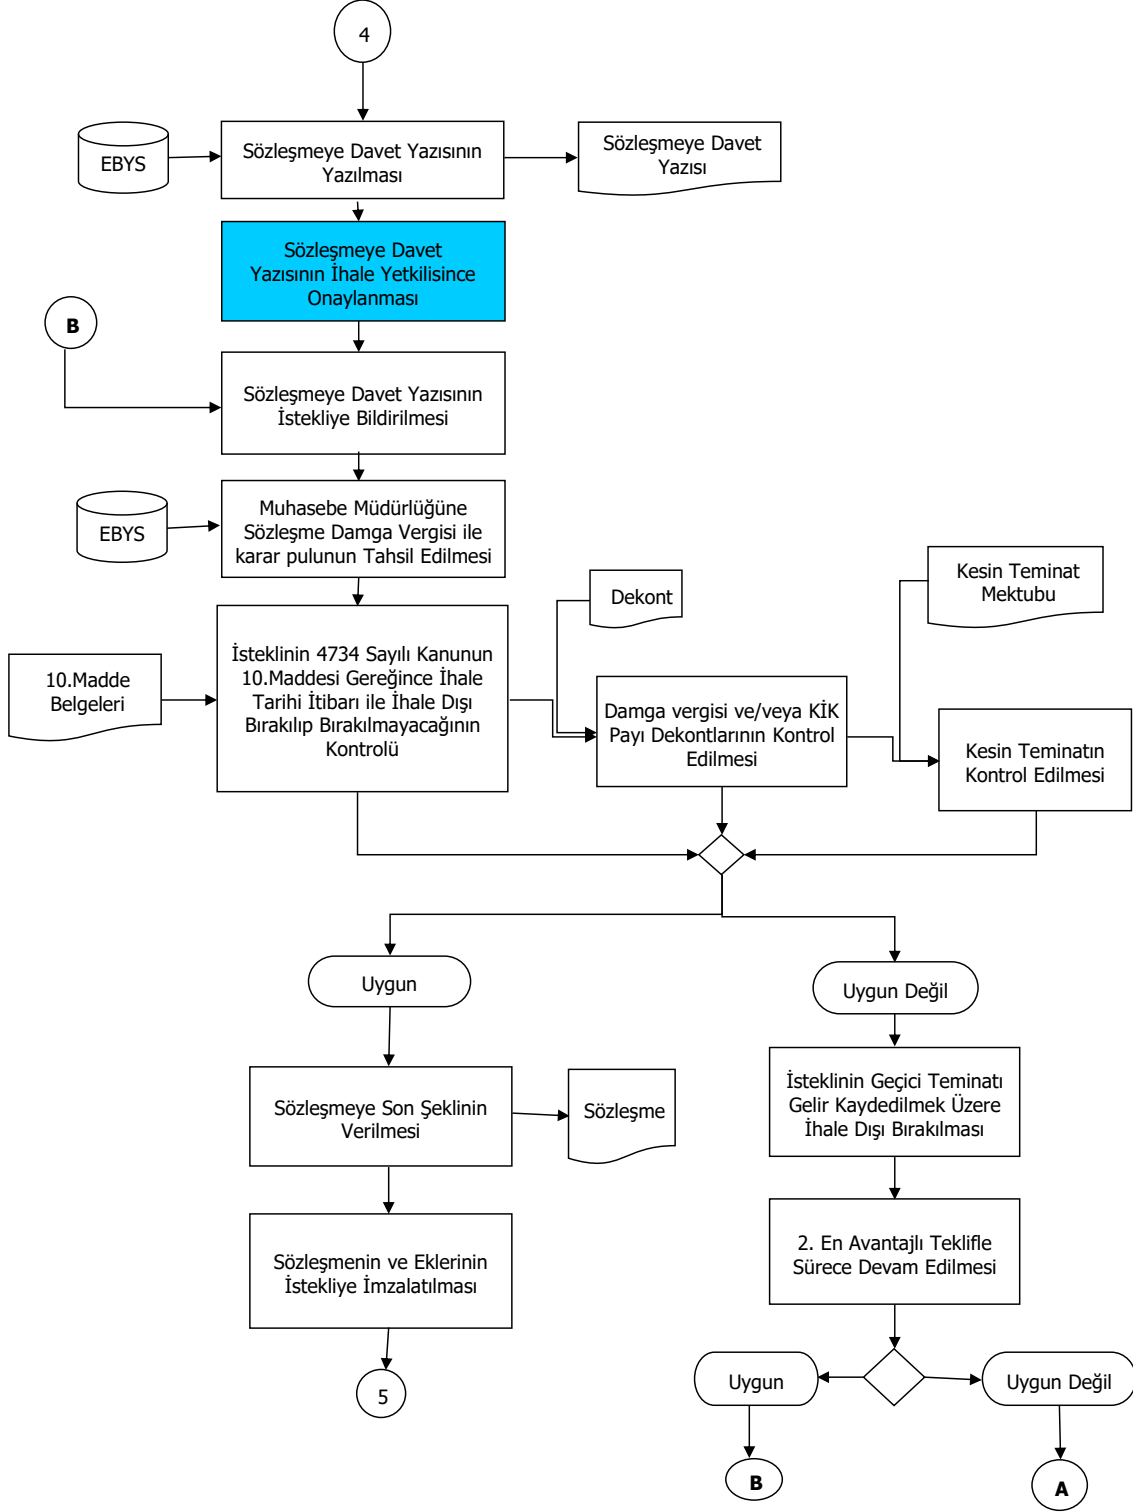 4
EBYS
Sözleşmeye Davet Yazısının
Yazılması
Sözleşmeye Davet
Yazısı
Sözleşmeye Davet
Yazısının İhale Yetkilisince
Onaylanması
B
Sözleşmeye Davet Yazısının
İstekliye Bildirilmesi
EBYS
Muhasebe Müdürlüğüne
Sözleşme Damga Vergisi ile
karar pulunun Tahsil Edilmesi
Dekont
Kesin Teminat
Mektubu
10.Madde
Belgeleri
İsteklinin 4734 Sayılı Kanunun
10.Maddesi Gereğince İhale
Tarihi İtibarı ile İhale Dışı
Bırakılıp Bırakılmayacağının
Kontrolü
Damga vergisi ve/veya KİK
Payı Dekontlarının Kontrol
Edilmesi
Kesin Teminatın
Kontrol Edilmesi
Uygun
Uygun Değil
Sözleşmeye Son Şeklinin
Verilmesi
Sözleşme
İsteklinin Geçici Teminatı
Gelir Kaydedilmek Üzere
İhale Dışı Bırakılması
Sözleşmenin ve Eklerinin
İstekliye İmzalatılması
2. En Avantajlı Teklifle
Sürece Devam Edilmesi
5
Uygun
Uygun Değil
B
A